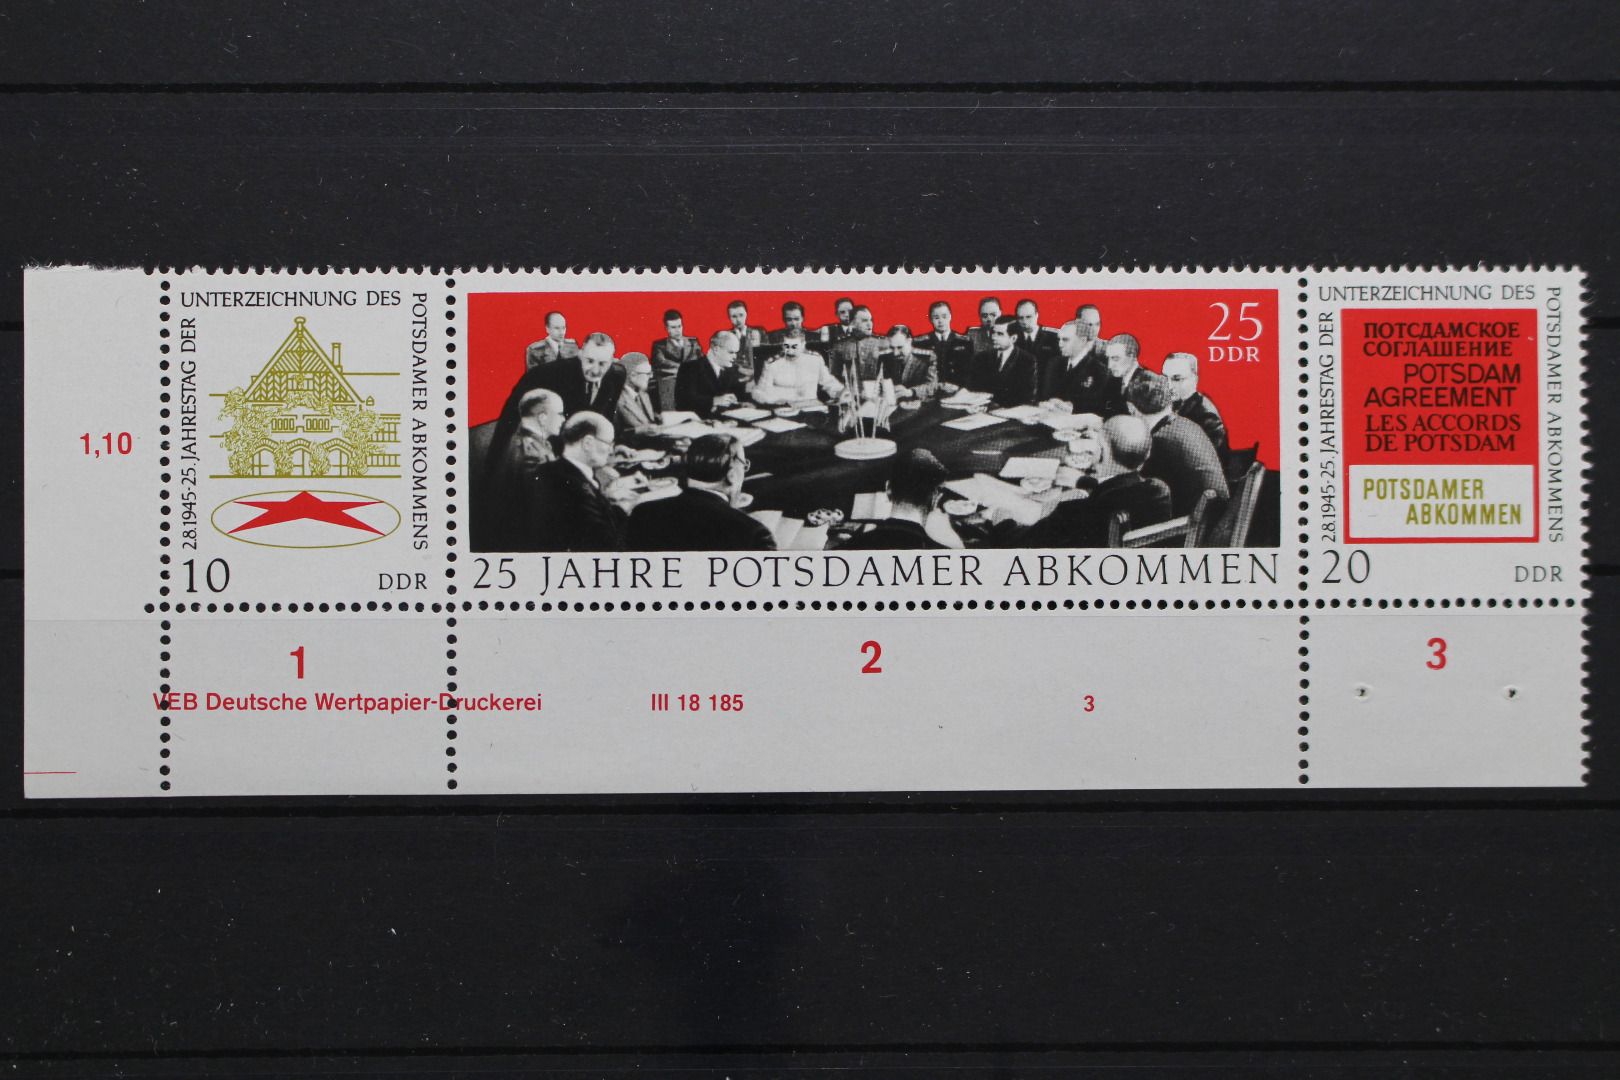 UNTERZEICHNUNG DES
POTSDAMER ABKOMMENS
2.8.1945-25. JAHRESTAG DER
10
DDR
25
DDR
25 JAHRE POTSDAMER ABKOMMEN
UNTERZEICHNUNG DES
POTSDAMER ABKOMMENS
2.8.1945-25. JAHRESTAG DER
ПОТСДАМСКОЕ
СОГЛАШЕНИЕ
POTSDAM
AGREEMENT
LES ACCORDS
DE POTSDAM
POTSDAMER
ABKOMMEN
20
DDR
1,10
1
2
3
VEB Deutsche Wertpapier-Druckerei
III 18 185
3